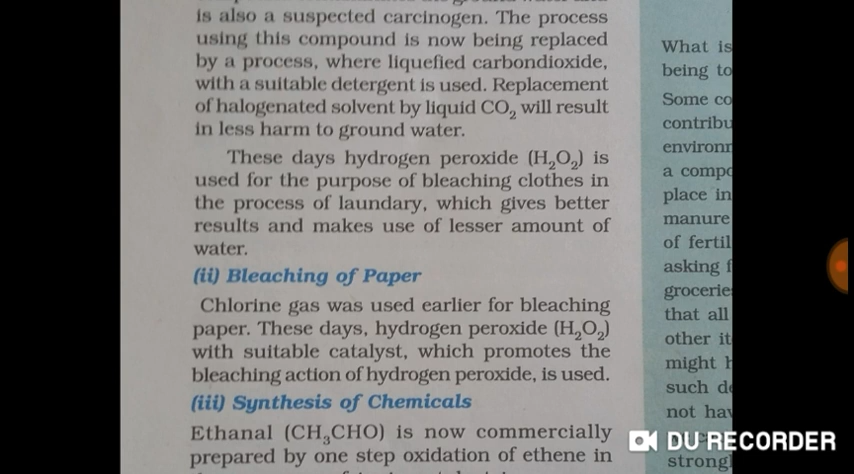 is also a suspected carcinogen. The process
using this compound is now being replaced
by a process, where liquefied carbondioxide,
with a suitable detergent is used. Replacement
of halogenated solvent by liquid CO₂ will result
in less harm to ground water.
These days hydrogen peroxide (H₂O₂) is
used for the purpose of bleaching clothes in
the process of laundary, which gives better
results and makes use of lesser amount of
water.
(ii) Bleaching of Paper
Chlorine gas was used earlier for bleaching
paper. These days, hydrogen peroxide (H₂O₂)
with suitable catalyst, which promotes the
bleaching action of hydrogen peroxide, is used.
(iii) Synthesis of Chemicals
Ethanal (CH₃CHO) is now commercially
prepared by one step oxidation of ethene in
What is
being to
Some co
contribu
environ
a compo
place in
manure
of fertil
asking f
grocerie
that all
other it
might h
such de
not hav
strongl
DU RECORDER